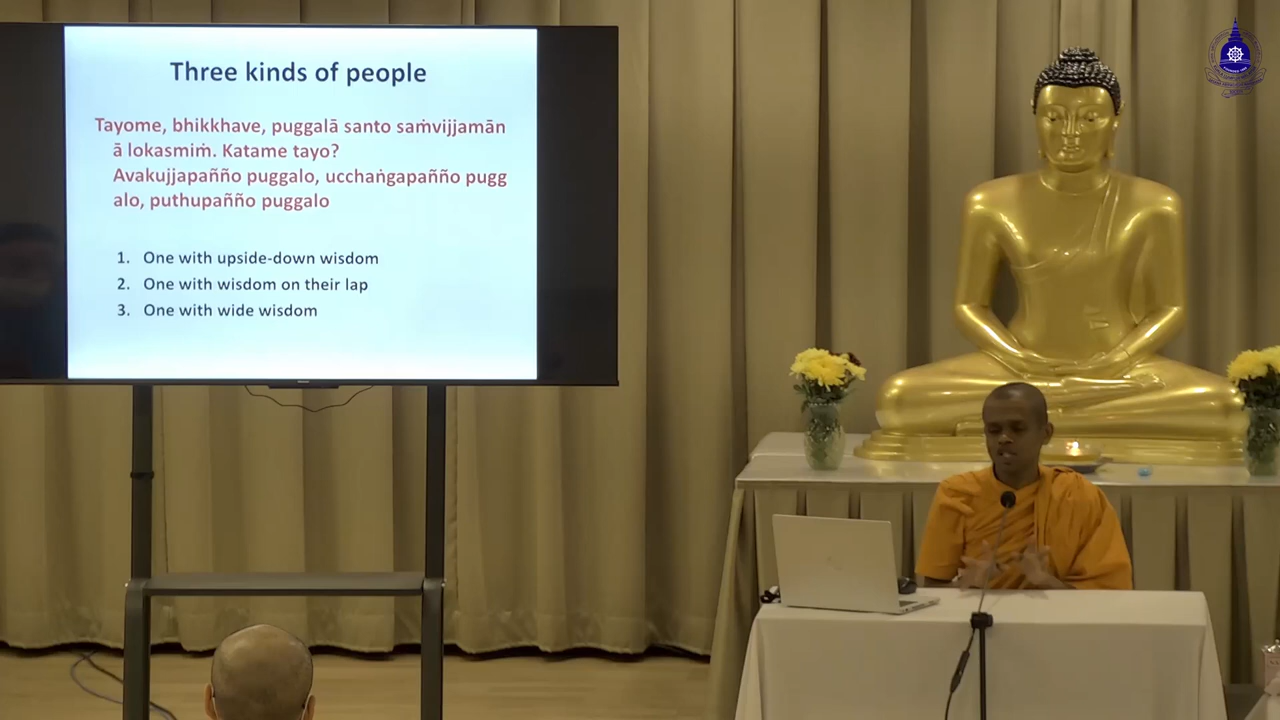 Three kinds of people
Tayome, bhikkhave, puggalā santo saṁvijjamān
ā lokasmiṁ. Katame tayo?
Avakujjapañño puggalo, ucchaṅgapañño pugg
alo, puthupañño puggalo
1. One with upside-down wisdom
2. One with wisdom on their lap
3. One with wide wisdom